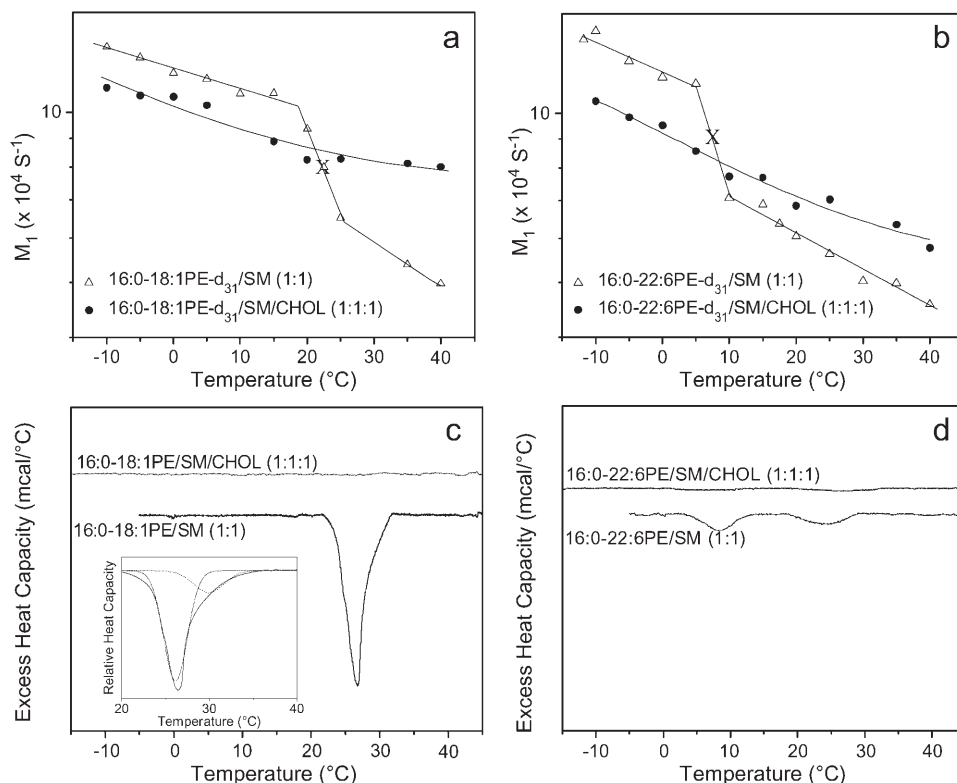 a
M₁ (x 10⁴ S⁻¹)
10
X
16:0-18:1PE-d₃₁/SM (1:1)
16:0-18:1PE-d₃₁/SM/CHOL (1:1:1)
-10 0 10 20 30 40
Temperature (°C)
b
M₁ (x 10⁴ S⁻¹)
10
X
16:0-22:6PE-d₃₁/SM (1:1)
16:0-22:6PE-d₃₁/SM/CHOL (1:1:1)
-10 0 10 20 30 40
Temperature (°C)
c
Excess Heat Capacity (mcal/°C)
16:0-18:1PE/SM/CHOL (1:1:1)
16:0-18:1PE/SM (1:1)
Relative Heat Capacity
20 30 40
Temperature (°C)
-10 0 10 20 30 40
Temperature (°C)
d
Excess Heat Capacity (mcal/°C)
16:0-22:6PE/SM/CHOL (1:1:1)
16:0-22:6PE/SM (1:1)
-10 0 10 20 30 40
Temperature (°C)